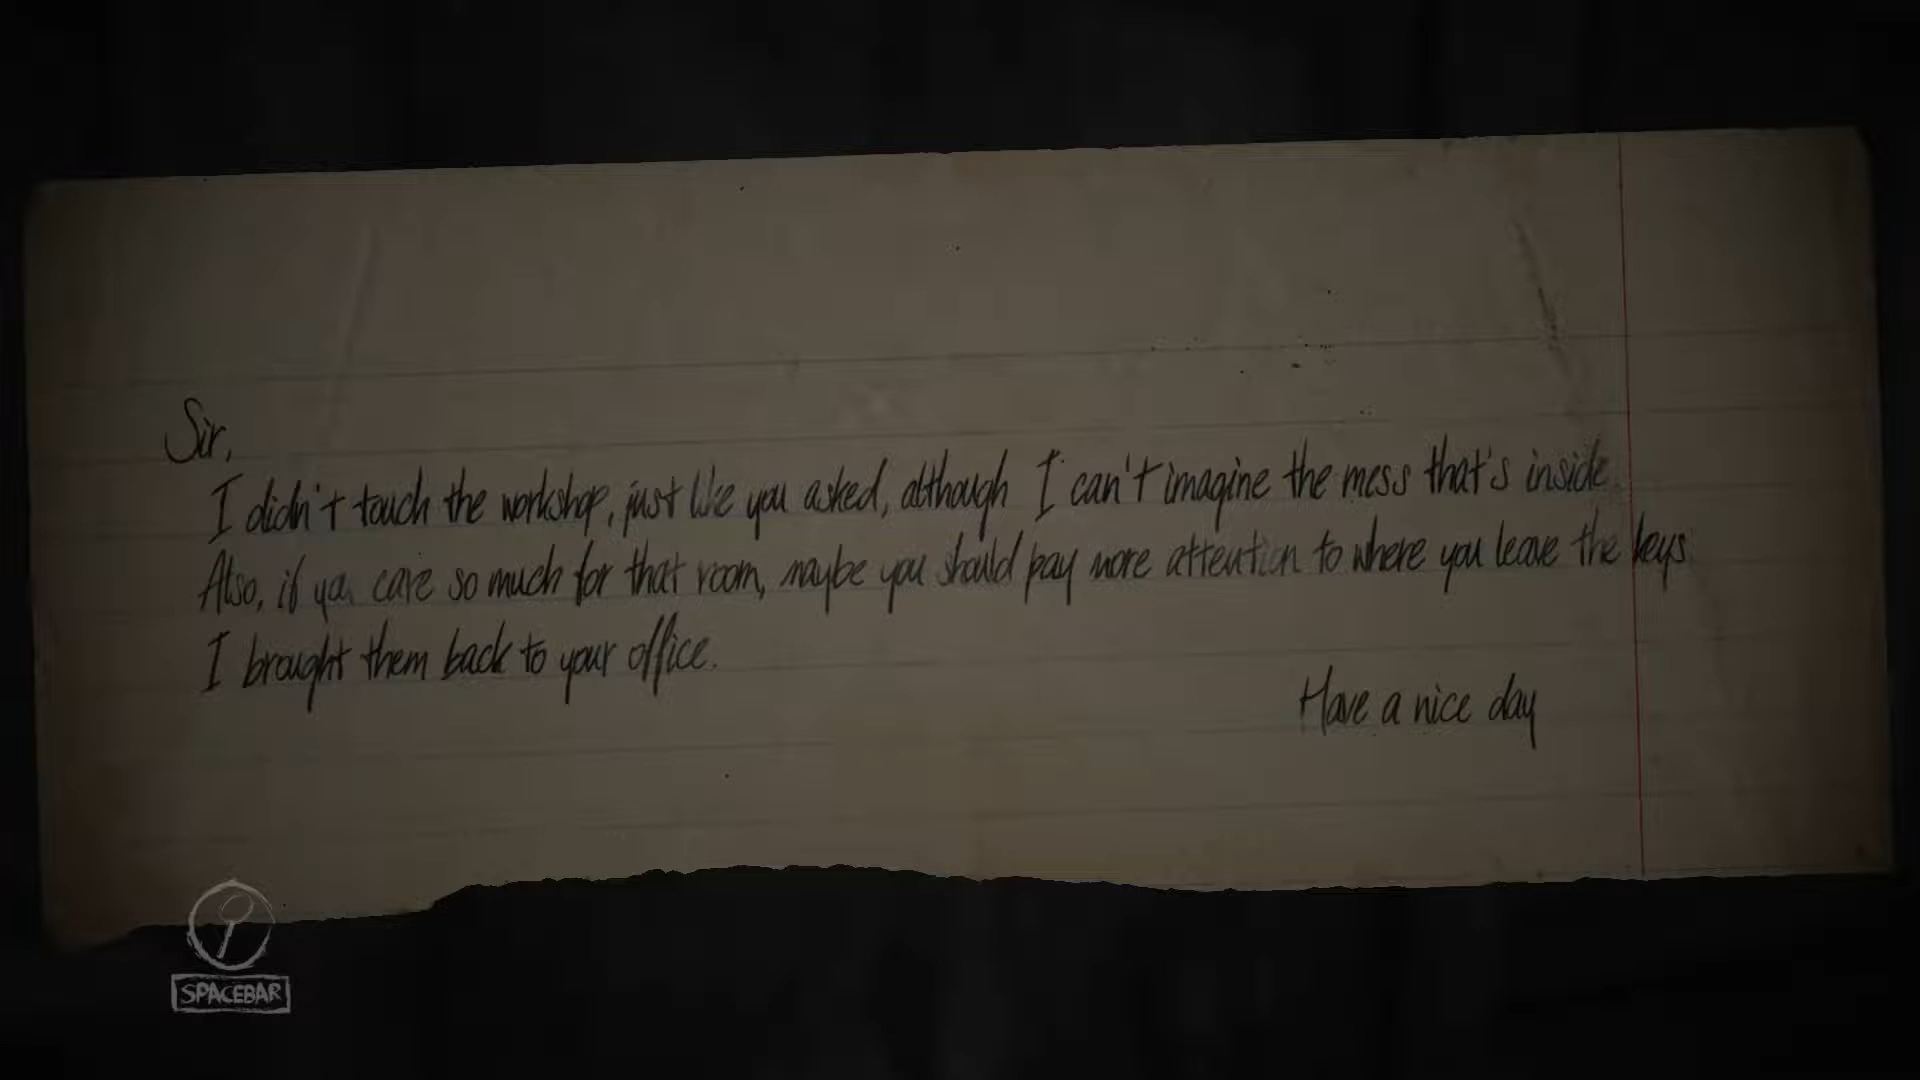 Sir,
I didn't touch the workshop, just like you asked, although I can't imagine the mess that's inside.
Also, if you care so much for that room, maybe you should pay more attention to where you leave the keys.
I brought them back to your office.
Have a nice day
SPACEBAR